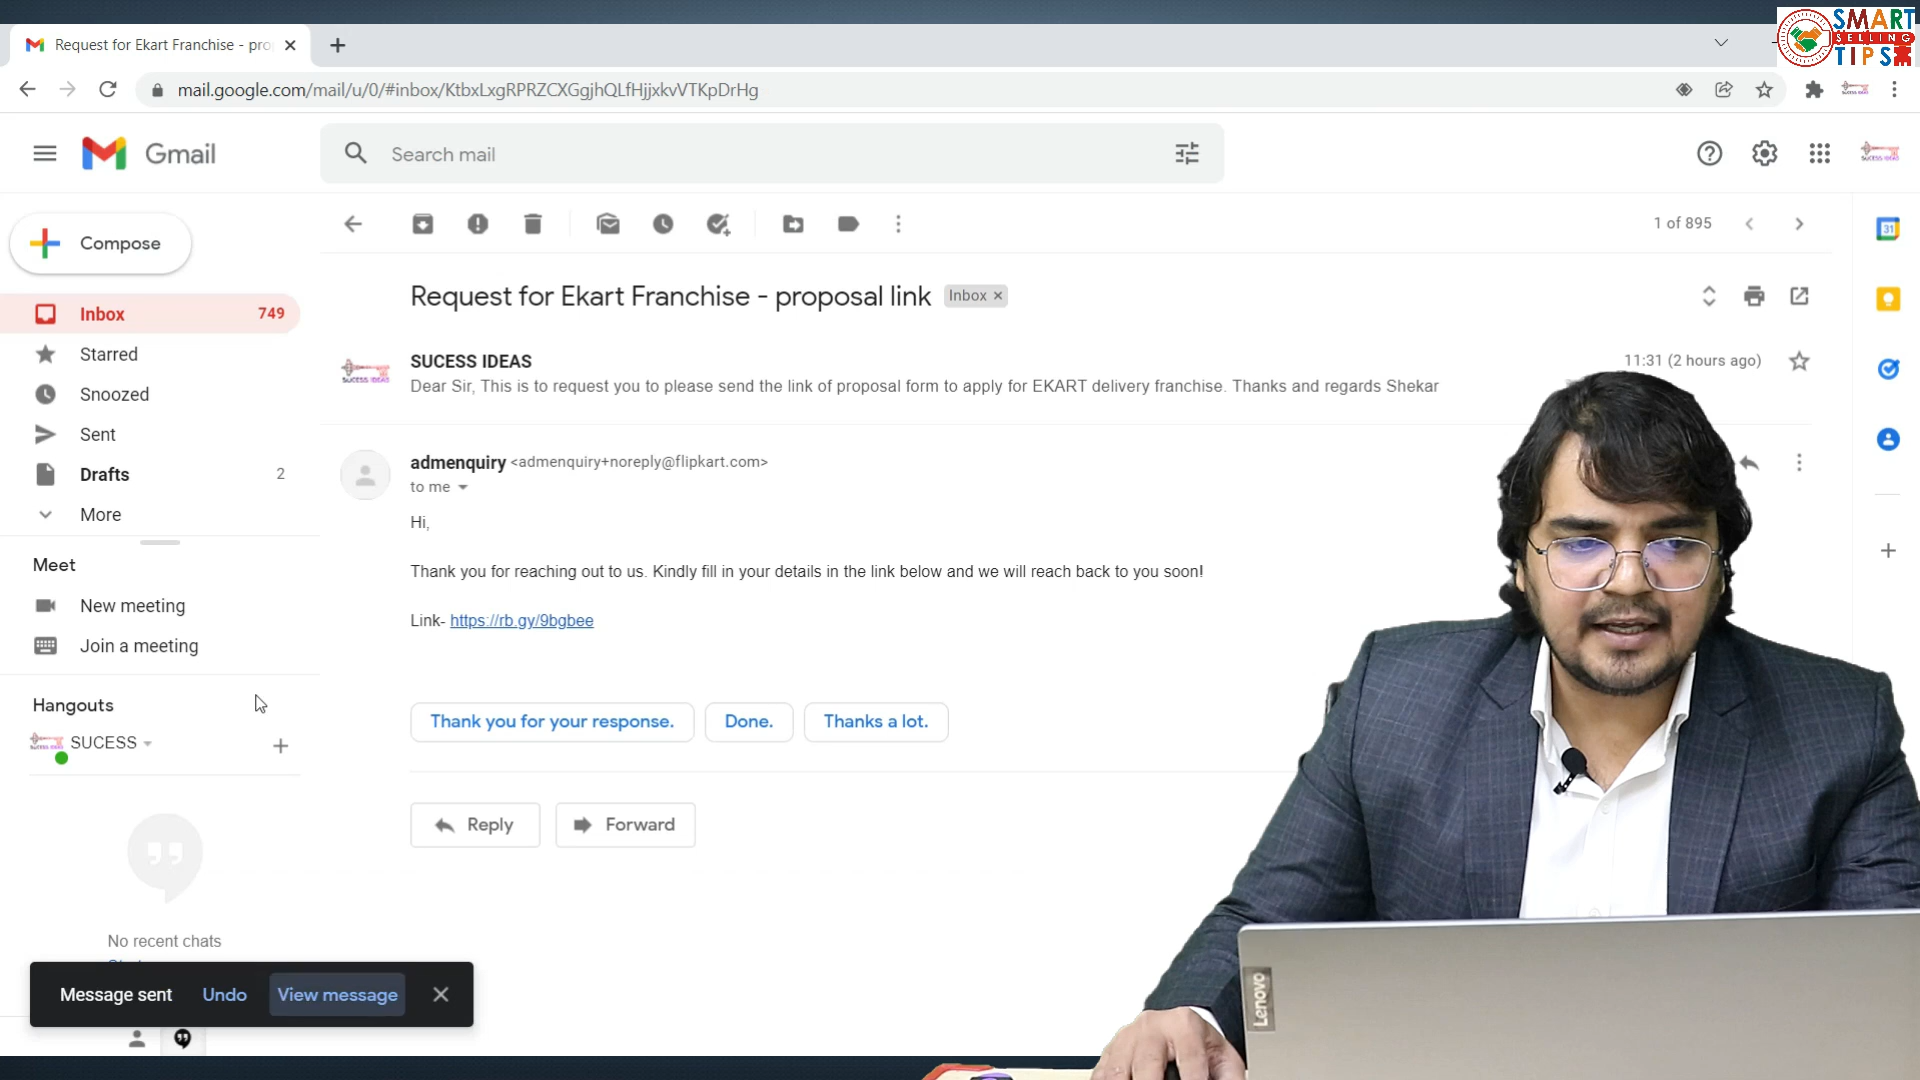 Request for Ekart Franchise - pro
SMART
SELLING
TIPS
mail.google.com/mail/u/0/#inbox/KtbxLxgRPRZCXGgjhQLfHjjxkvVTKpDrHg
Gmail
Search mail
SUCESS IDEAS
Compose
1 of 895
31
Inbox 749
Starred
Snoozed
Sent
Drafts 2
More
Request for Ekart Franchise - proposal link Inbox ×
SUCESS IDEAS
SUCESS IDEAS 11:31 (2 hours ago)
Dear Sir, This is to request you to please send the link of proposal form to apply for EKART delivery franchise. Thanks and regards Shekar
admenquiry <admenquiry+noreply@flipkart.com>
to me
Hi,
Thank you for reaching out to us. Kindly fill in your details in the link below and we will reach back to you soon!
Link- https://rb.gy/9bgbee
Thank you for your response. Done. Thanks a lot.
Reply Forward
Meet
New meeting
Join a meeting
Hangouts
SUCESS
No recent chats
Message sent Undo View message
Lenovo